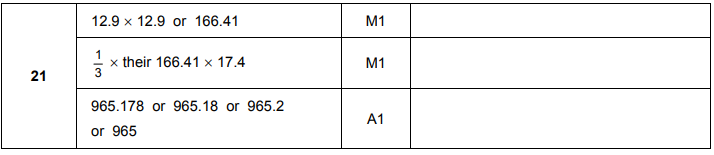 12.9 × 12.9 or 166.41 M1
21
1/3 × their 166.41 × 17.4 M1
965.178 or 965.18 or 965.2
or 965 A1